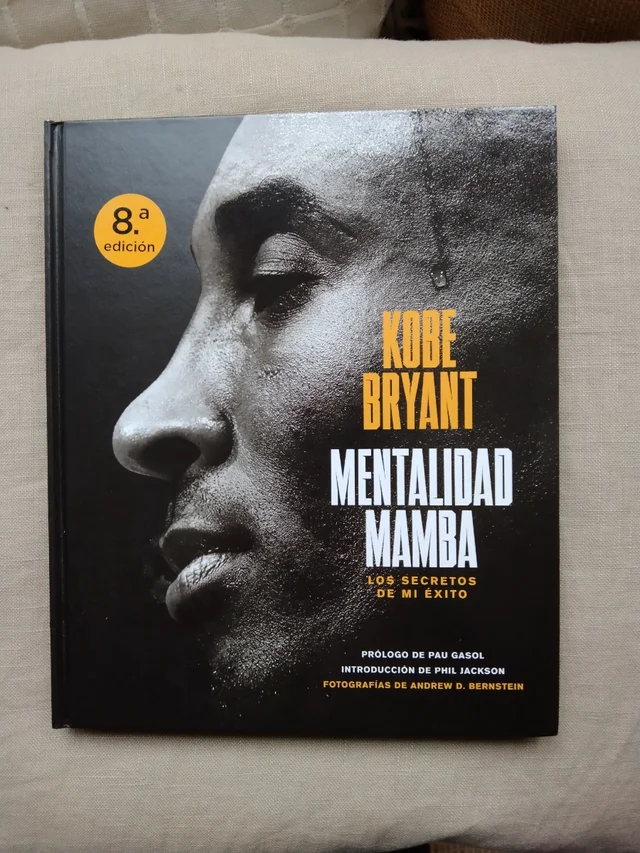 8.ª
edición
KOBE
BRYANT
MENTALIDAD
MAMBA
LOS SECRETOS
DE MI ÉXITO
PRÓLOGO DE PAU GASOL
INTRODUCCIÓN DE PHIL JACKSON
FOTOGRAFÍAS DE ANDREW D. BERNSTEIN